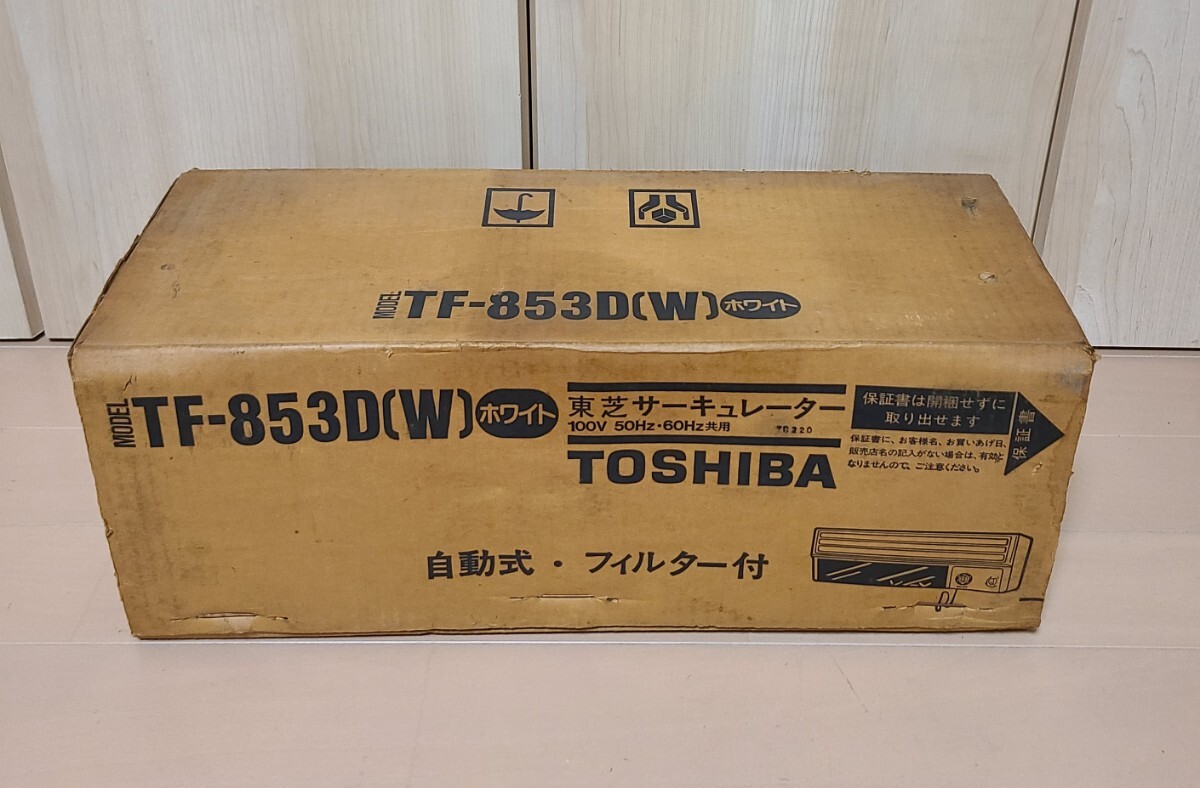 MODEL TF-853D(W) ホワイト
MODEL TF-853D(W) ホワイト
東芝サーキュレーター
100V 50Hz・60Hz共用
TOSHIBA
保証書は開梱せずに
取り出せます
保証書
保証書に、お客様名、お買いあげ日、
販売店名の記入がない場合は、有効と
なりませんので、ご注意ください。
自動式・フィルター付